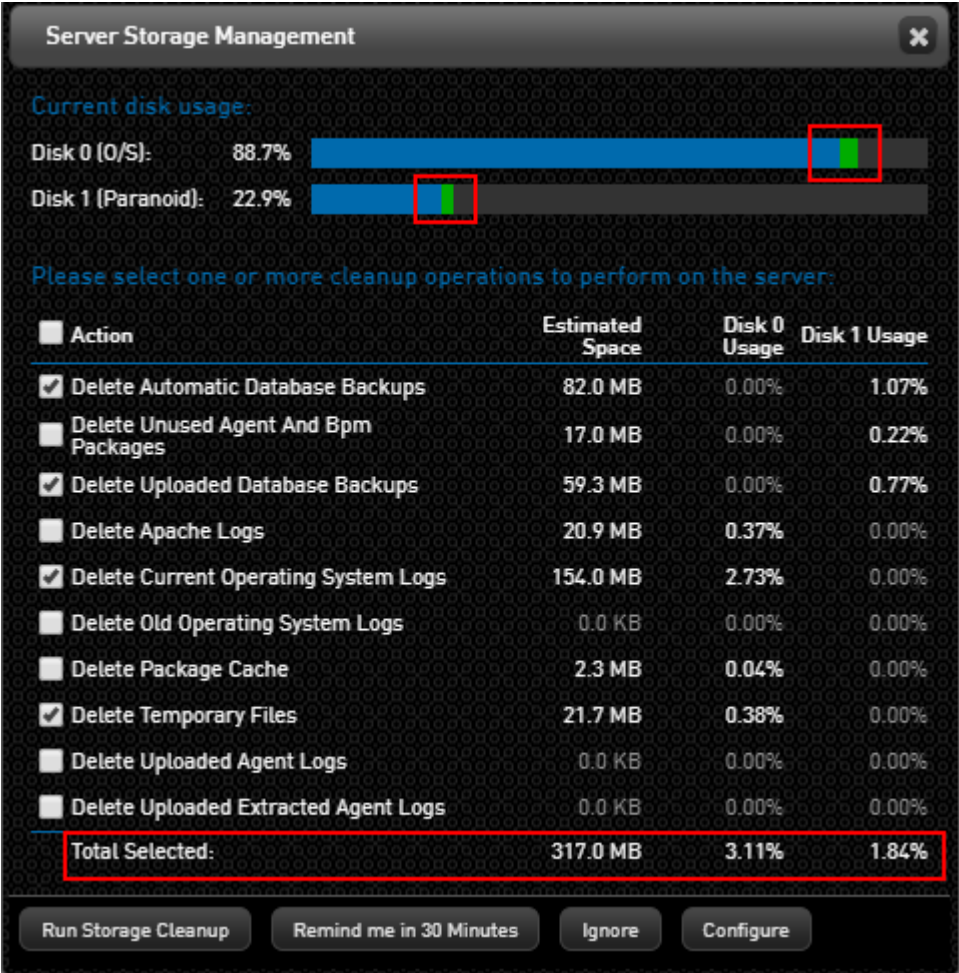 Server Storage Management
Current disk usage:
Disk 0 (O/S): 88.7%
Disk 1 (Paranoid): 22.9%
Please select one or more cleanup operations to perform on the server:
Action Estimated Space Disk 0 Usage Disk 1 Usage
Delete Automatic Database Backups 82.0 MB 0.00% 1.07%
Delete Unused Agent And Bpm
Packages 17.0 MB 0.00% 0.22%
Delete Uploaded Database Backups 59.3 MB 0.00% 0.77%
Delete Apache Logs 20.9 MB 0.37% 0.00%
Delete Current Operating System Logs 154.0 MB 2.73% 0.00%
Delete Old Operating System Logs 0.0 KB 0.00% 0.00%
Delete Package Cache 2.3 MB 0.04% 0.00%
Delete Temporary Files 21.7 MB 0.38% 0.00%
Delete Uploaded Agent Logs 0.0 KB 0.00% 0.00%
Delete Uploaded Extracted Agent Logs 0.0 KB 0.00% 0.00%
Total Selected: 317.0 MB 3.11% 1.84%
Run Storage Cleanup Remind me in 30 Minutes Ignore Configure